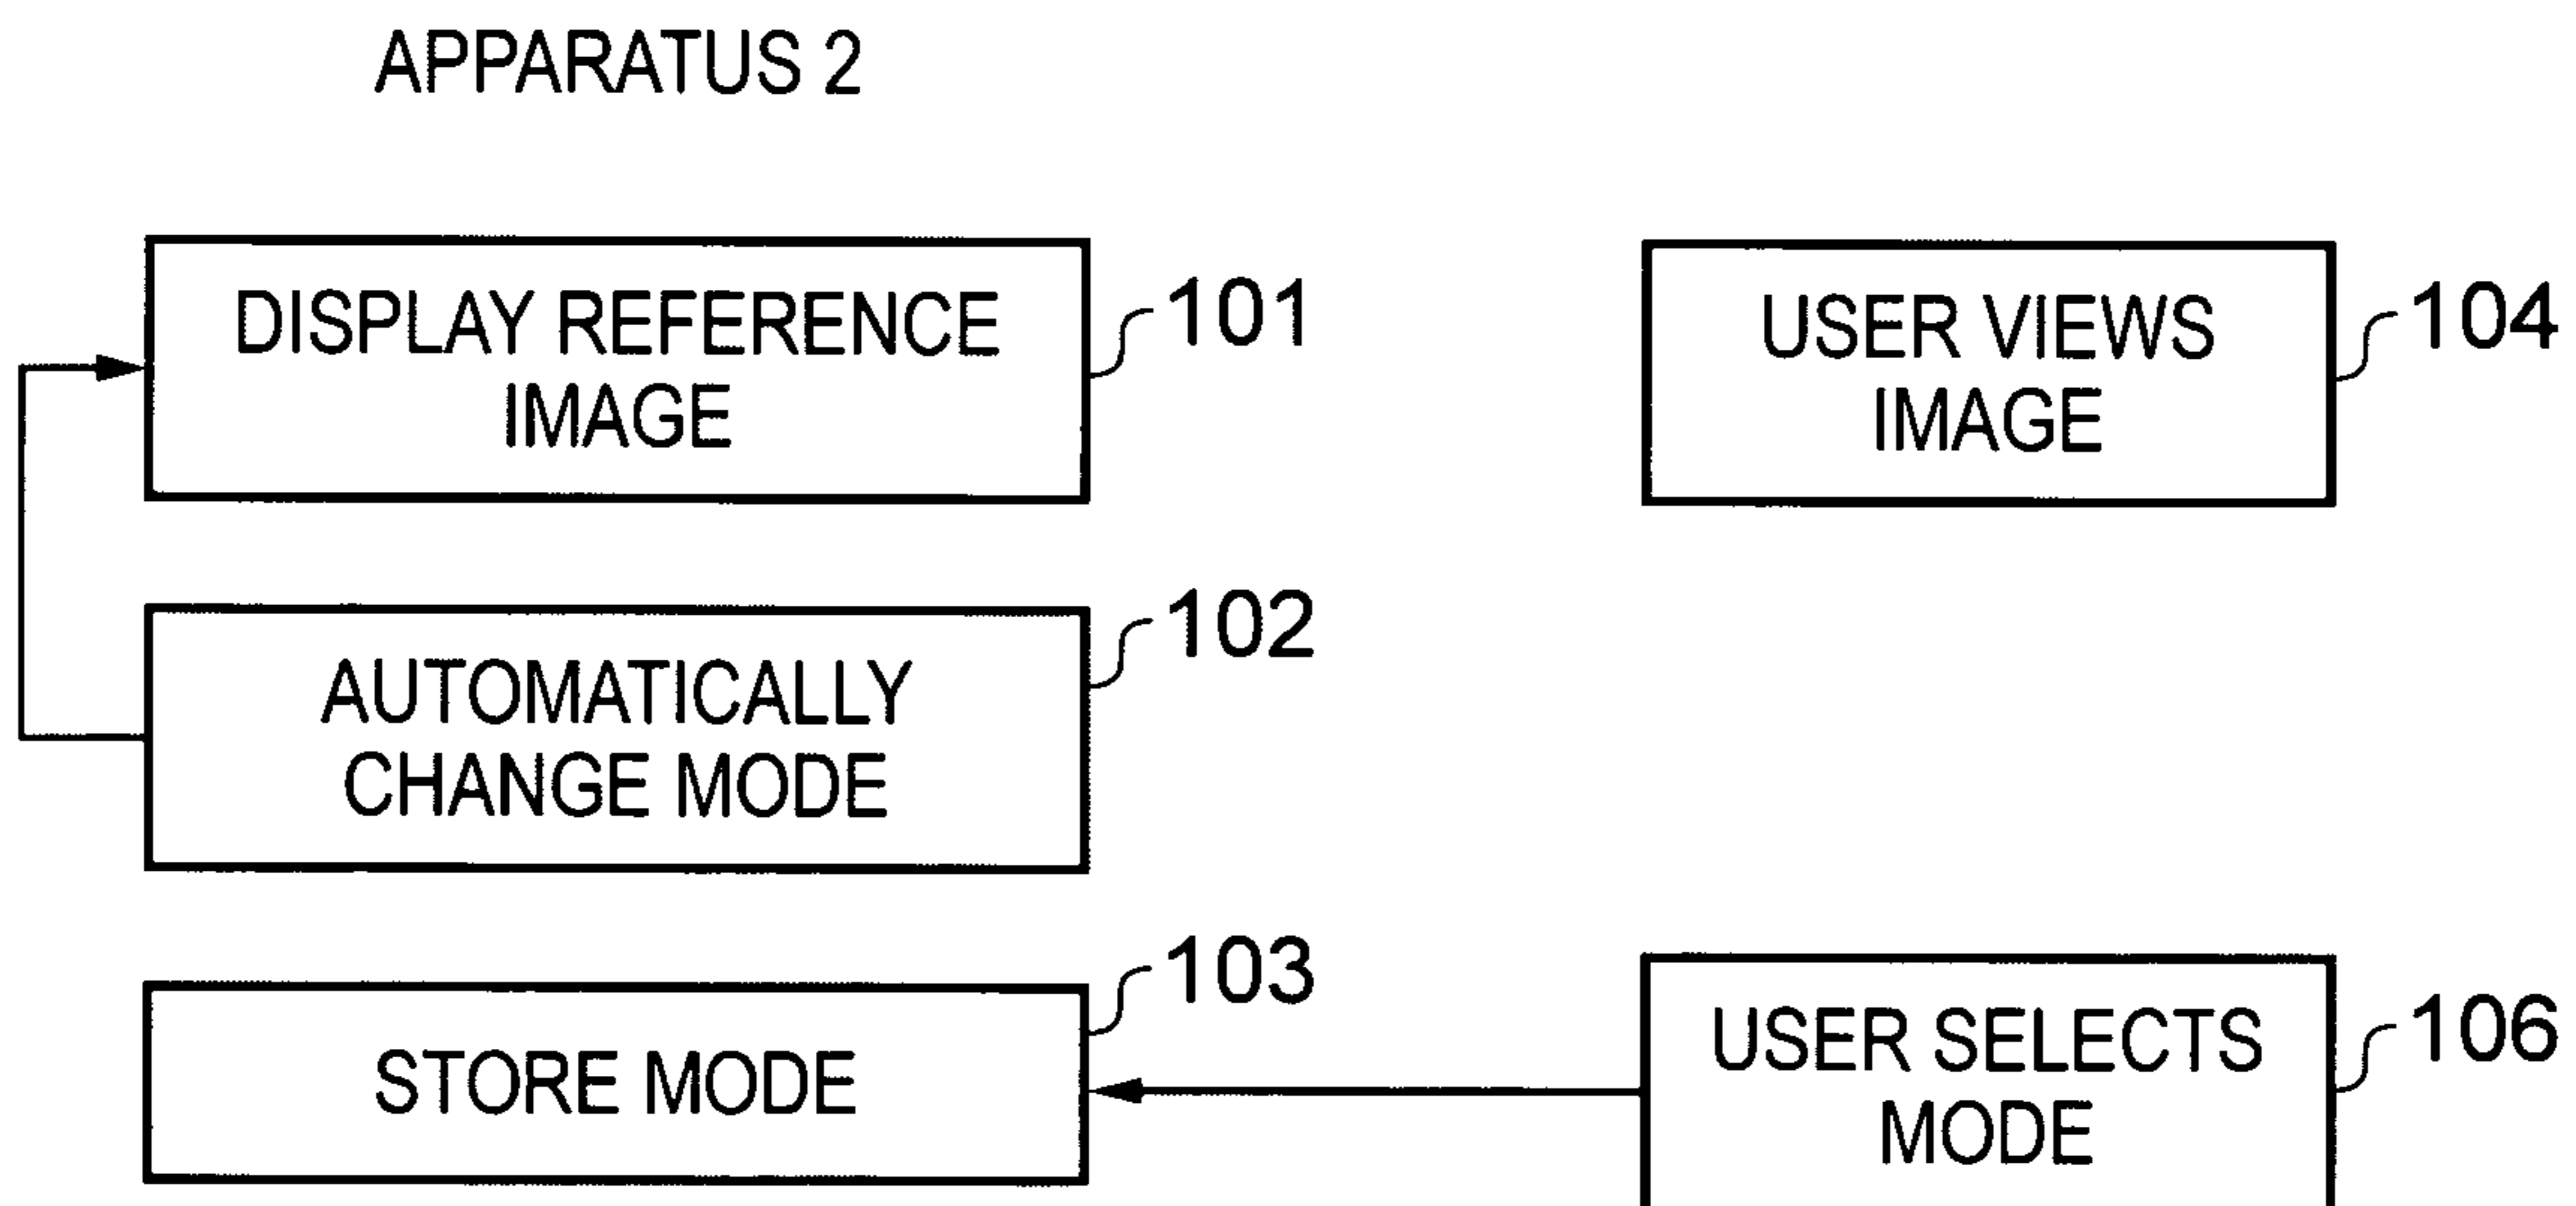 APPARATUS 2
DISPLAY REFERENCE
IMAGE
101
USER VIEWS
IMAGE
104
AUTOMATICALLY
CHANGE MODE
102
STORE MODE
103
USER SELECTS
MODE
106